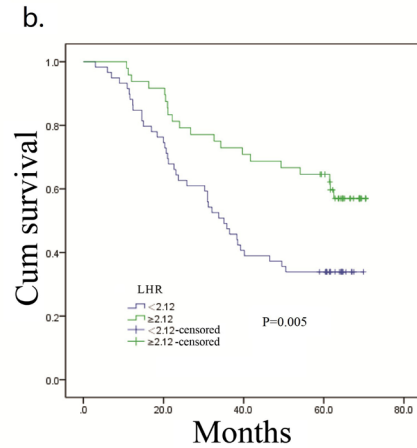 b.
1.0
0.8
0.6
0.4
0.2
0.0
Cum survival
LHR
<2.12
≥2.12
<2.12-censored
≥2.12-censored
P=0.005
.0 20.0 40.0 60.0 80.0
Months